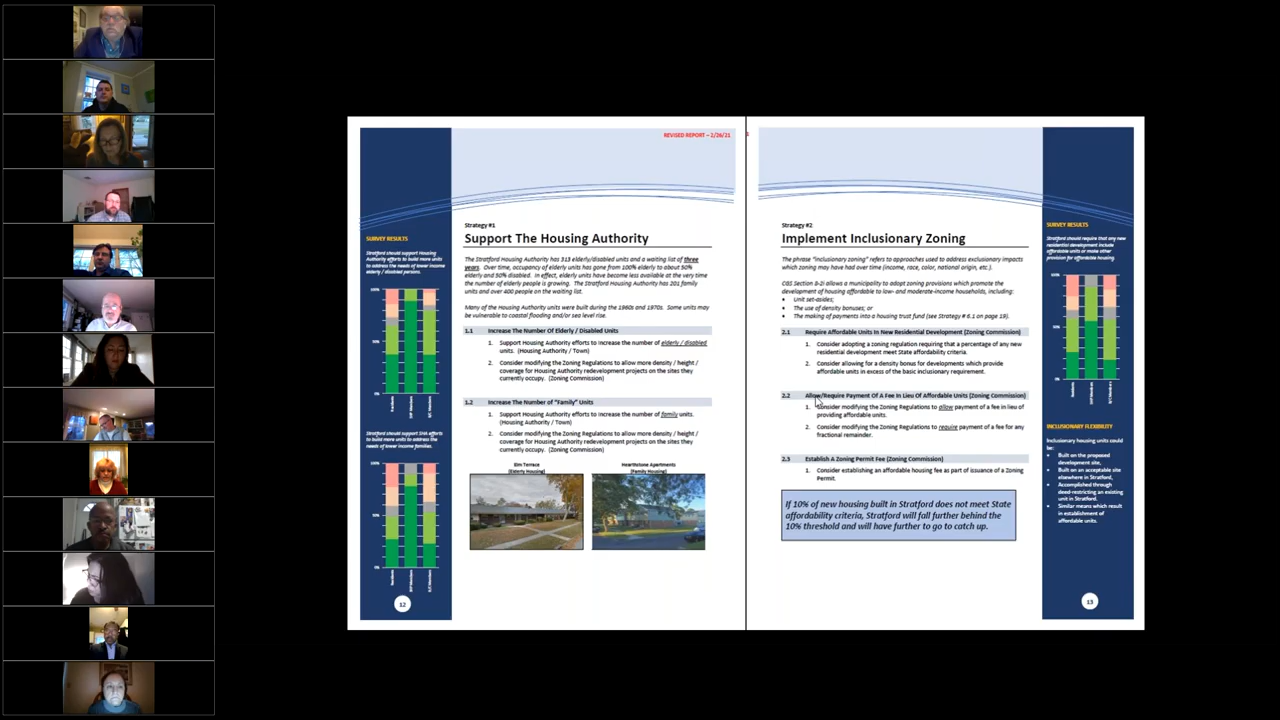 REVISED REPORT – 2/26/21
SURVEY RESULTS
Stratford should support Housing
Authority efforts to build more units
to address the needs of lower income
elderly / disabled persons.
100%
50%
0%
Stratford should support SHA efforts
to build more units to address the
needs of lower income families.
100%
50%
0%
12
Strategy #1
Support The Housing Authority
The Stratford Housing Authority has 313 elderly/disabled units and a waiting list of three
years. Over time, occupancy of elderly units has gone from 100% elderly to about 50%
elderly and 50% disabled. In effect, elderly units have become less available at the very time
the number of elderly people is growing. The Stratford Housing Authority has 201 family
units and over 400 people on the waiting list.
Many of the Housing Authority units were built during the 1960s and 1970s. Some units may
be vulnerable to coastal flooding and/or sea level rise.
1.1 Increase The Number Of Elderly / Disabled Units
1. Support Housing Authority efforts to increase the number of elderly / disabled
units. (Housing Authority / Town)
2. Consider modifying the Zoning Regulations to allow more density / height /
coverage for Housing Authority redevelopment projects on the sites they
currently occupy. (Zoning Commission)
1.2 Increase The Number of "Family" Units
1. Support Housing Authority efforts to increase the number of family units.
(Housing Authority / Town)
2. Consider modifying the Zoning Regulations to allow more density / height /
coverage for Housing Authority redevelopment projects on the sites they
currently occupy. (Zoning Commission)
Elm Terrace
(Elderly Housing)
Hearthstone Apartments
(Family Housing)
Strategy #2
Implement Inclusionary Zoning
The phrase "inclusionary zoning" refers to approaches used to address exclusionary impacts
which zoning may have had over time (income, race, color, national origin, etc.).
CGS Section 8-2i allows a municipality to adopt zoning provisions which promote the
development of housing affordable to low- and moderate-income households, including:
• Unit set-asides;
• The use of density bonuses; or
• The making of payments into a housing trust fund (see Strategy # 6.1 on page 19).
2.1 Require Affordable Units In New Residential Development (Zoning Commission)
1. Consider adopting a zoning regulation requiring that a percentage of any new
residential development meet State affordability criteria.
2. Consider allowing for a density bonus for developments which provide
affordable units in excess of the basic inclusionary requirement.
2.2 Allow/Require Payment Of A Fee In Lieu Of Affordable Units (Zoning Commission)
1. Consider modifying the Zoning Regulations to allow payment of a fee in lieu of
providing affordable units.
2. Consider modifying the Zoning Regulations to require payment of a fee for any
fractional remainder.
2.3 Establish A Zoning Permit Fee (Zoning Commission)
1. Consider establishing an affordable housing fee as part of issuance of a Zoning
Permit.
If 10% of new housing built in Stratford does not meet State
affordability criteria, Stratford will fall further behind the
10% threshold and will have further to go to catch up.
SURVEY RESULTS
Stratford should require that any new
residential development include
affordable units or make other
provision for affordable housing.
100%
50%
0%
INCLUSIONARY FLEXIBILITY
Inclusionary housing units could
be:
• Built on the proposed
development site,
• Built on an acceptable site
elsewhere in Stratford,
• Accomplished through
deed-restricting an existing
unit in Stratford.
• Similar means which result
in establishment of
affordable units.
13